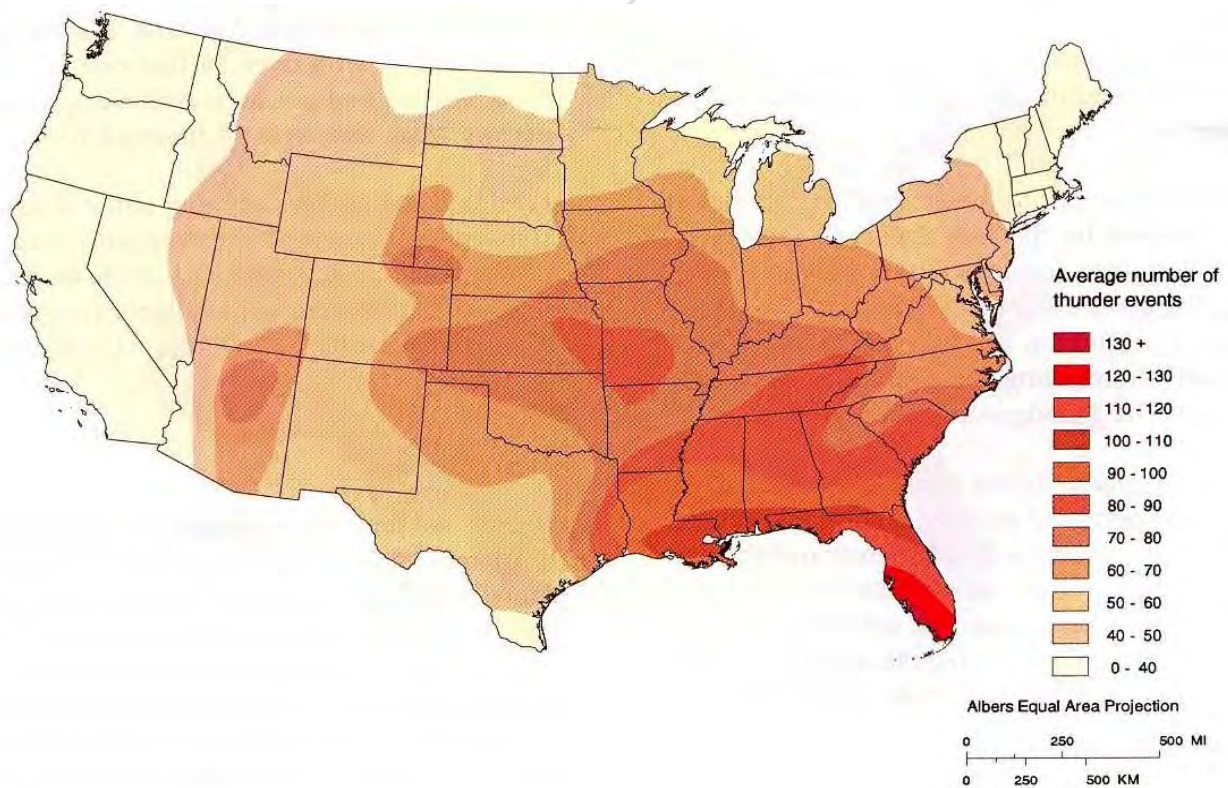 Average number of
thunder events
130 +
120 - 130
110 - 120
100 - 110
90 - 100
80 - 90
70 - 80
60 - 70
50 - 60
40 - 50
0 - 40
Albers Equal Area Projection
0 250 500 MI
0 250 500 KM